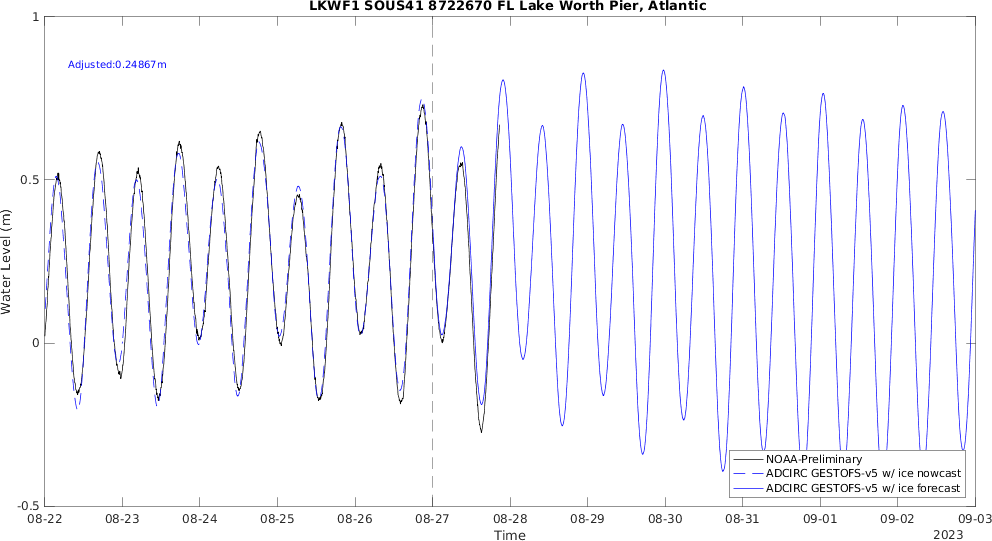 LKWF1 SOUS41 8722670 FL Lake Worth Pier, Atlantic
1
Adjusted:0.24867m
0.5
Water Level (m)
0
NOAA-Preliminary
ADCIRC GESTOFS-v5 w/ ice nowcast
ADCIRC GESTOFS-v5 w/ ice forecast
-0.5
08-22 08-23 08-24 08-25 08-26 08-27 08-28 08-29 08-30 08-31 09-01 09-02 09-03
Time 2023